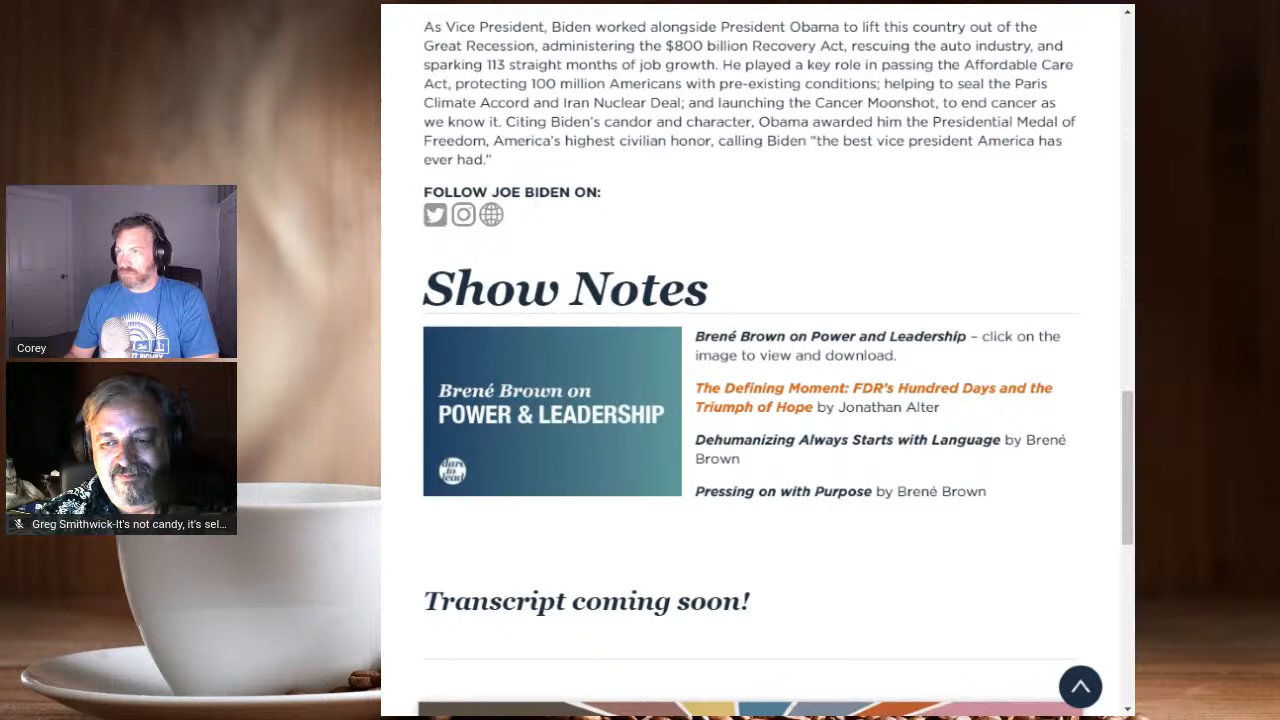 As Vice President, Biden worked alongside President Obama to lift this country out of the
Great Recession, administering the $800 billion Recovery Act, rescuing the auto industry, and
sparking 113 straight months of job growth. He played a key role in passing the Affordable Care
Act, protecting 100 million Americans with pre-existing conditions; helping to seal the Paris
Climate Accord and Iran Nuclear Deal; and launching the Cancer Moonshot, to end cancer as
we know it. Citing Biden’s candor and character, Obama awarded him the Presidential Medal of
Freedom, America’s highest civilian honor, calling Biden “the best vice president America has
ever had.”
FOLLOW JOE BIDEN ON:
Show Notes
Brené Brown on
POWER & LEADERSHIP
dare
to
lead
Brené Brown on Power and Leadership – click on the
image to view and download.
The Defining Moment: FDR’s Hundred Days and the
Triumph of Hope by Jonathan Alter
Dehumanizing Always Starts with Language by Brené
Brown
Pressing on with Purpose by Brené Brown
Transcript coming soon!
Corey
Greg Smithwick-It's not candy, it's sel...